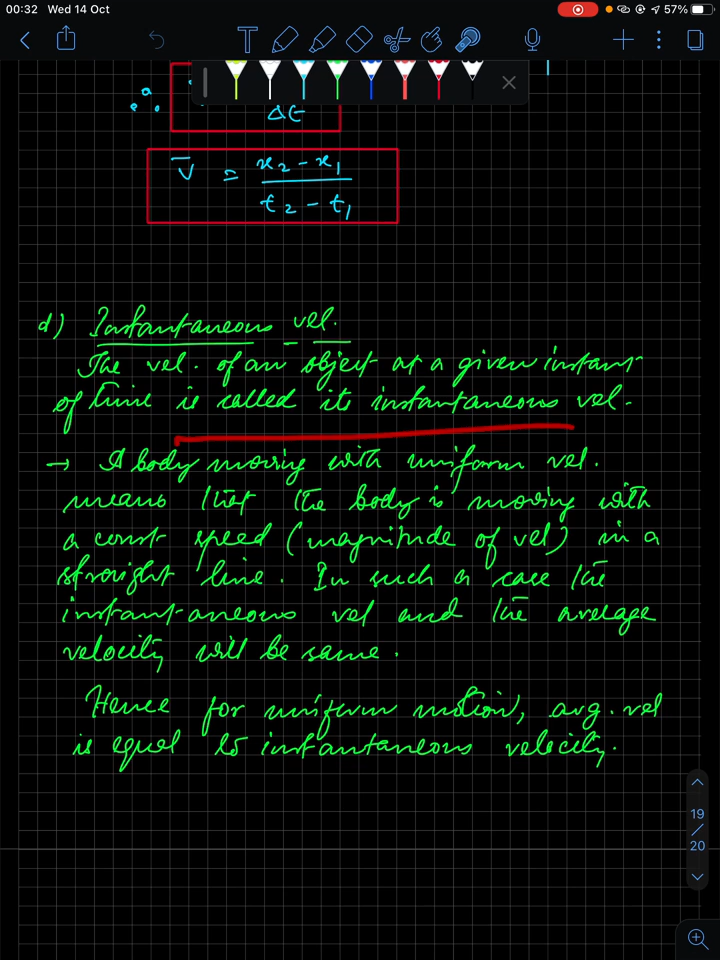 00:32 Wed 14 Oct
57%
T
Δt
v̅ = x₂ - x₁ / t₂ - t₁
d) Instantaneous vel.
The vel. of an object at a given instant
of time is called its instantaneous vel.
→ A body moving with uniform vel.
means that the body is moving with
a const speed (magnitude of vel) in a
straight line. In such a case the
instantaneous vel and the average
velocity will be same.
Hence for uniform motion, avg. vel
is equal to instantaneous velocity.
19
/
20